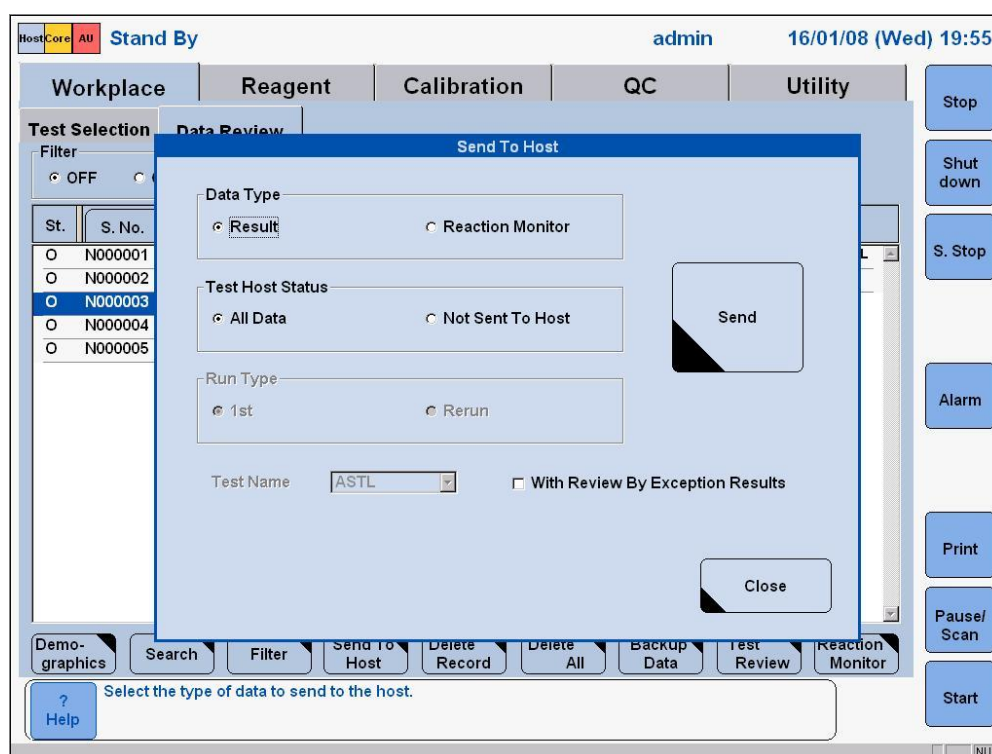 Host Core AU Stand By admin 16/01/08 (Wed) 19:55
Workplace Reagent Calibration QC Utility
Stop
Test Selection Data Review
Send To Host
Filter
OFF
Shut
down
Data Type
Result Reaction Monitor
St. S. No.
S. Stop
O N000001 L
O N000002
O N000003
O N000004
O N000005
Test Host Status
All Data Not Sent To Host
Send
Run Type
1st Rerun
Alarm
Test Name ASTL With Review By Exception Results
Print
Close
Pause/
Scan
Demo-
graphics
Search
Filter
Send To
Host
Delete
Record
Delete
All
Backup
Data
Test
Review
Reaction
Monitor
Start
?
Help
Select the type of data to send to the host.